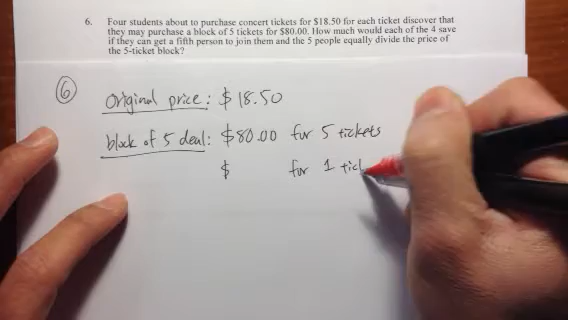 6. Four students about to purchase concert tickets for $18.50 for each ticket discover that
they may purchase a block of 5 tickets for $80.00. How much would each of the 4 save
if they can get a fifth person to join them and the 5 people equally divide the price of
the 5-ticket block?
6 original price: $18.50
block of 5 deal: $80.00 for 5 tickets
$ for 1 tick